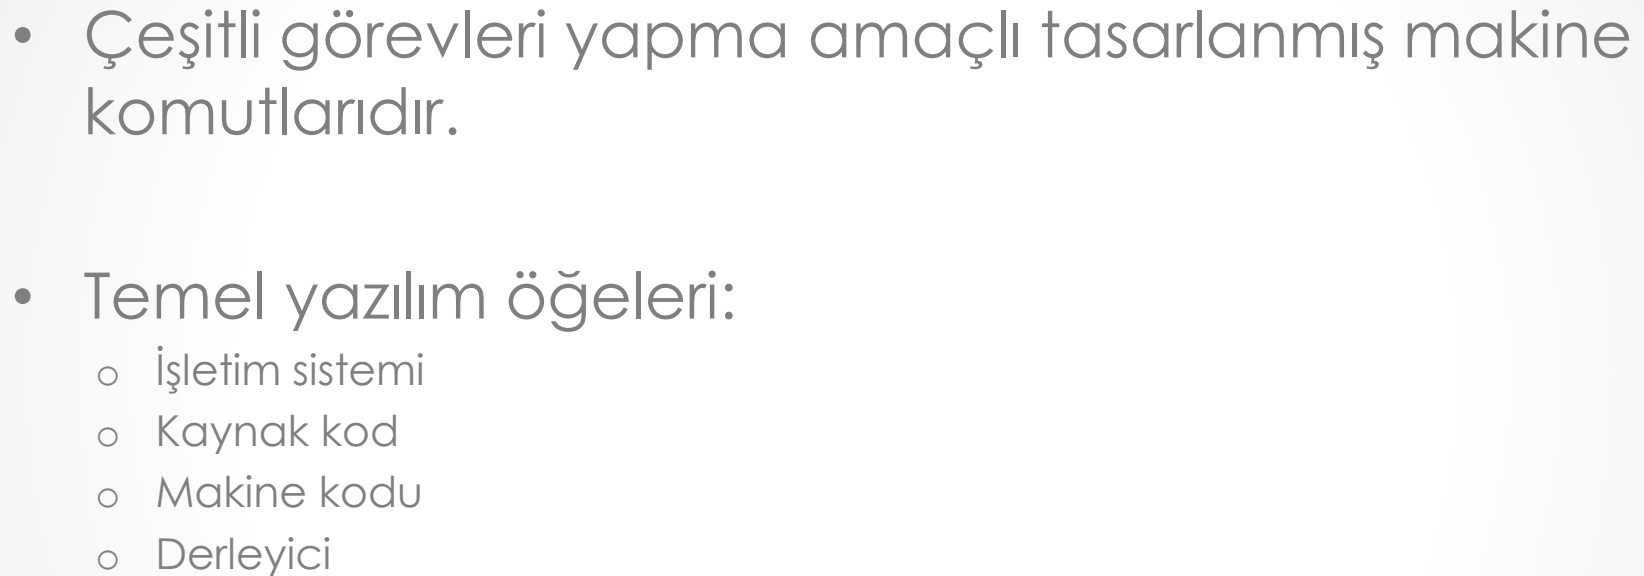 • Çeşitli görevleri yapma amaçlı tasarlanmış makine
komutlarıdır.
• Temel yazılım öğeleri:
o İşletim sistemi
o Kaynak kod
o Makine kodu
o Derleyici